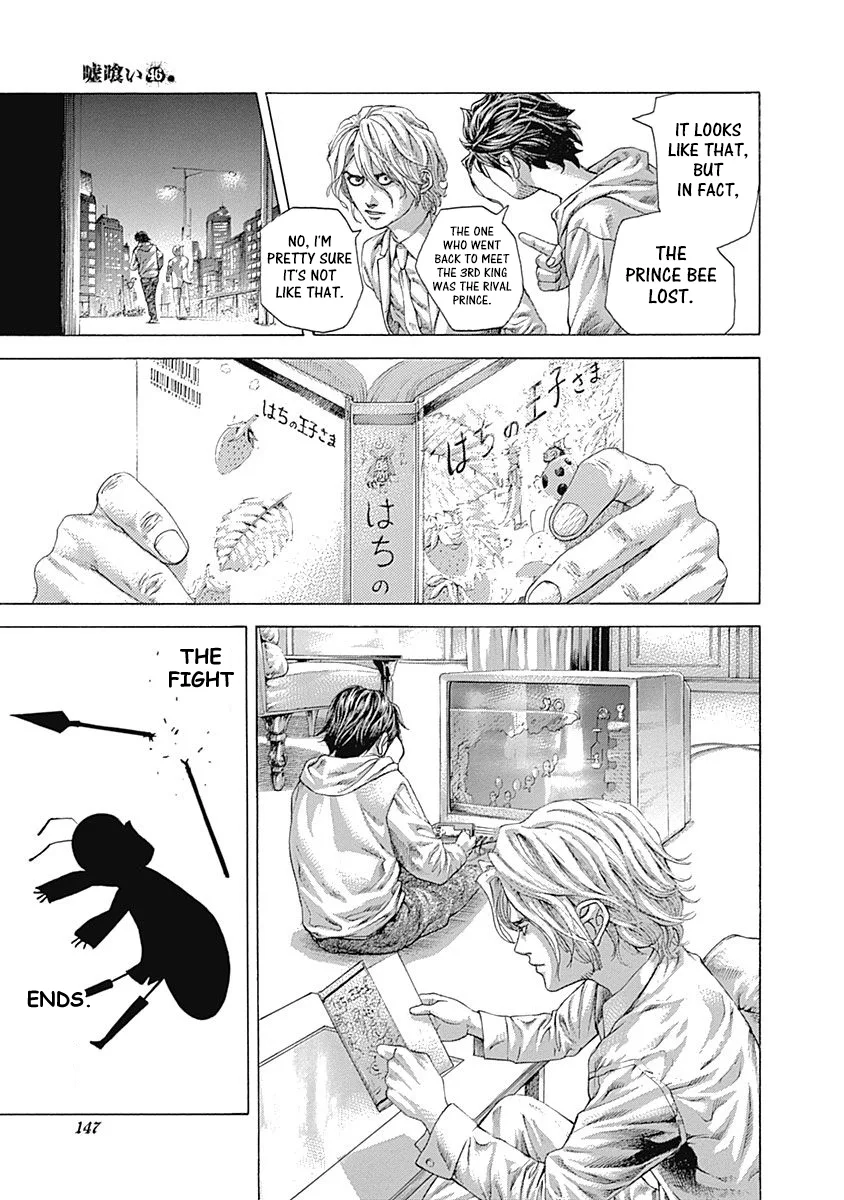 嘘喰い
IT LOOKS
LIKE THAT,
BUT
IN FACT,
THE
PRINCE BEE
LOST.
THE ONE
WHO WENT
BACK TO MEET
THE 3RD KING
WAS THE RIVAL
PRINCE.
NO, I'M
PRETTY SURE
IT'S NOT
LIKE THAT.
はちの王子さま
はちの
はちの王子さま
THE
FIGHT
ENDS.
147